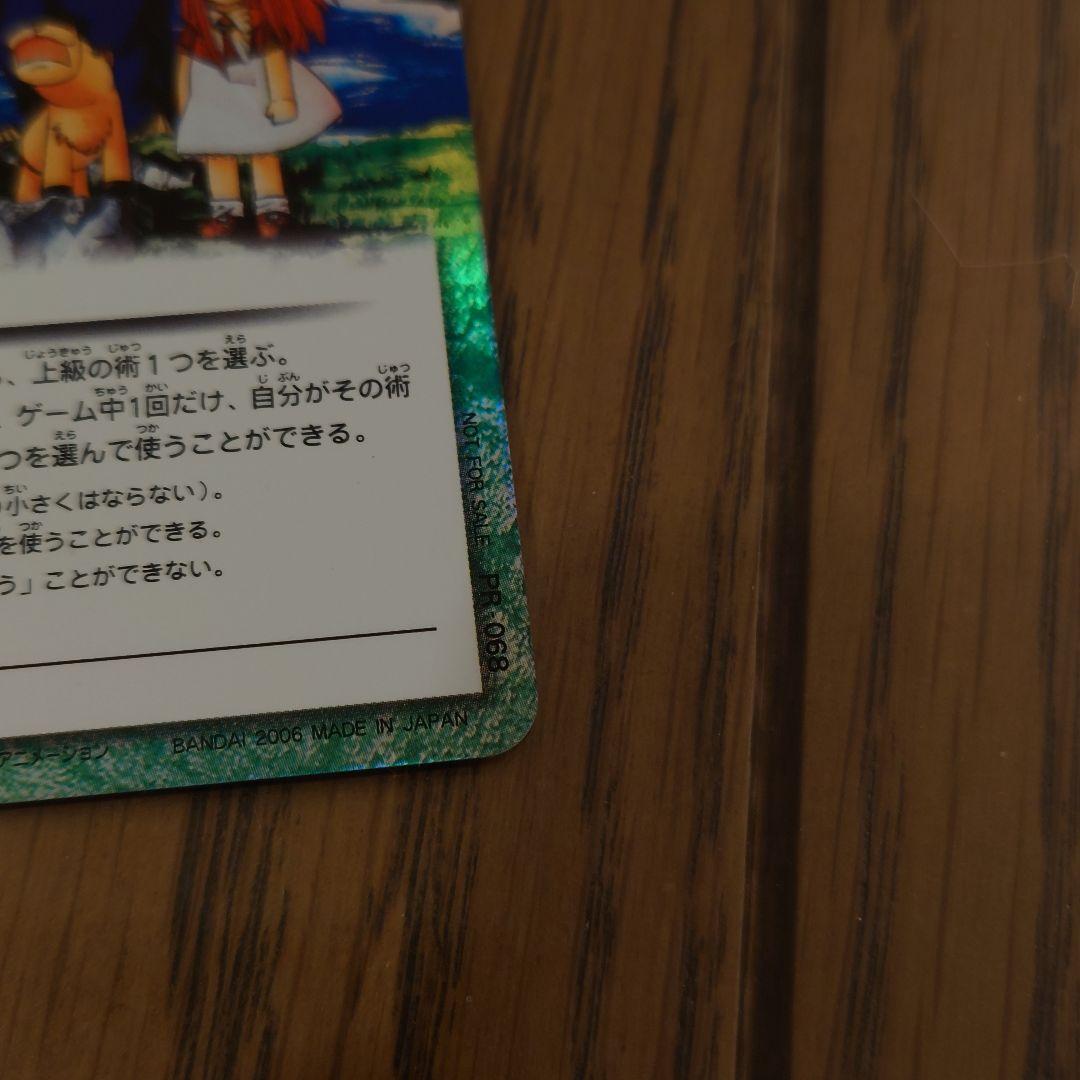 、上級の術1つを選ぶ。
ゲーム中1回だけ、自分がその術
つを選んで使うことができる。
小さくはならない）。
を使うことができる。
う」ことができない。
NOT FOR SALE PR-068
アニメーション BANDAI 2006 MADE IN JAPAN